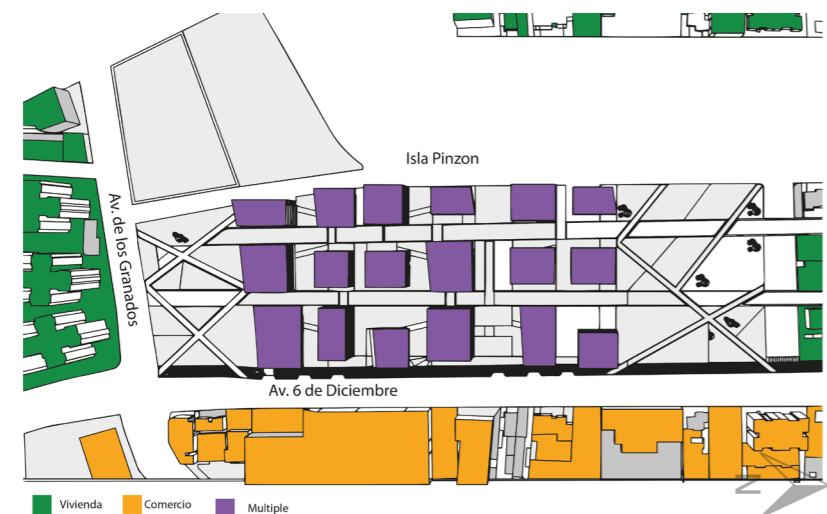 Isla Pinzon
Av. de los Granados
Av. 6 de Diciembre
N
Vivienda
Comercio
Multiple